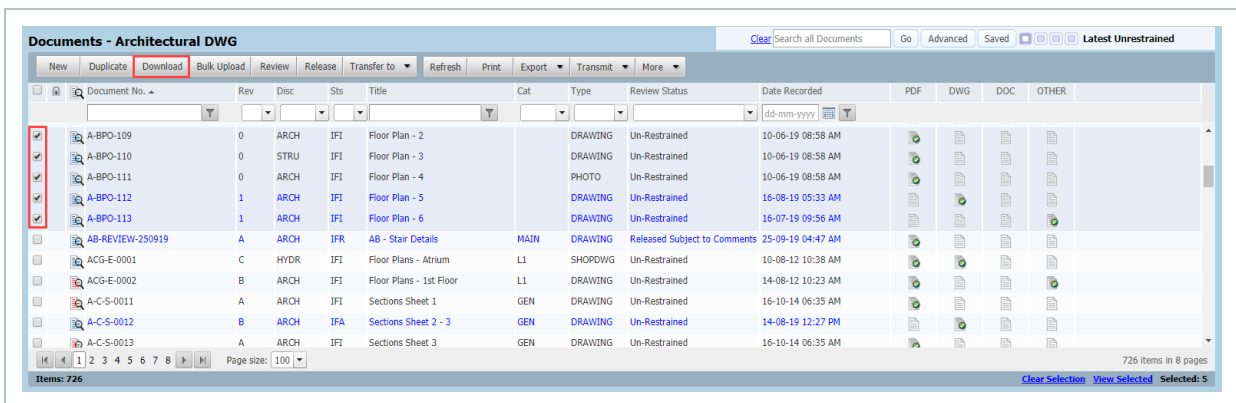 Documents - Architectural DWG Clear Search all Documents Go Advanced Saved Latest Unrestrained
New Duplicate Download Bulk Upload Review Release Transfer to Refresh Print Export Transmit More
Document No. Rev Disc Sts Title Cat Type Review Status Date Recorded PDF DWG DOC OTHER
dd-mm-yyyy
A-BPO-109 0 ARCH IFI Floor Plan - 2 DRAWING Un-Restrained 10-06-19 08:58 AM
A-BPO-110 0 STRU IFI Floor Plan - 3 DRAWING Un-Restrained 10-06-19 08:58 AM
A-BPO-111 0 ARCH IFI Floor Plan - 4 PHOTO Un-Restrained 10-06-19 08:58 AM
A-BPO-112 1 ARCH IFI Floor Plan - 5 DRAWING Un-Restrained 16-08-19 05:33 AM
A-BPO-113 1 ARCH IFI Floor Plan - 6 DRAWING Un-Restrained 16-07-19 09:56 AM
AB-REVIEW-250919 A ARCH IFR AB - Stair Details MAIN DRAWING Released Subject to Comments 25-09-19 04:47 AM
ACG-E-0001 C HYDR IFI Floor Plans - Atrium L1 SHOPDWG Un-Restrained 10-08-12 10:38 AM
ACG-E-0002 B ARCH IFI Floor Plans - 1st Floor L1 DRAWING Un-Restrained 14-08-12 10:23 AM
A-C-S-0011 A ARCH IFI Sections Sheet 1 GEN DRAWING Un-Restrained 16-10-14 06:35 AM
A-C-S-0012 B ARCH IFA Sections Sheet 2 - 3 GEN DRAWING Un-Restrained 14-08-19 12:27 PM
A-C-S-0013 A ARCH IFI Sections Sheet 3 GEN DRAWING Un-Restrained 16-10-14 06:35 AM
1 2 3 4 5 6 7 8 Page size: 100 726 items in 8 pages
Items: 726 Clear Selection View Selected Selected: 5